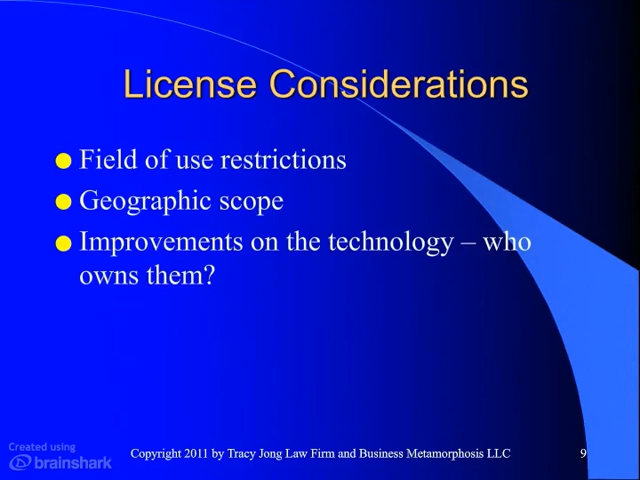 License Considerations
Field of use restrictions
Geographic scope
Improvements on the technology – who
owns them?
Created using
brainshark
Copyright 2011 by Tracy Jong Law Firm and Business Metamorphosis LLC
9